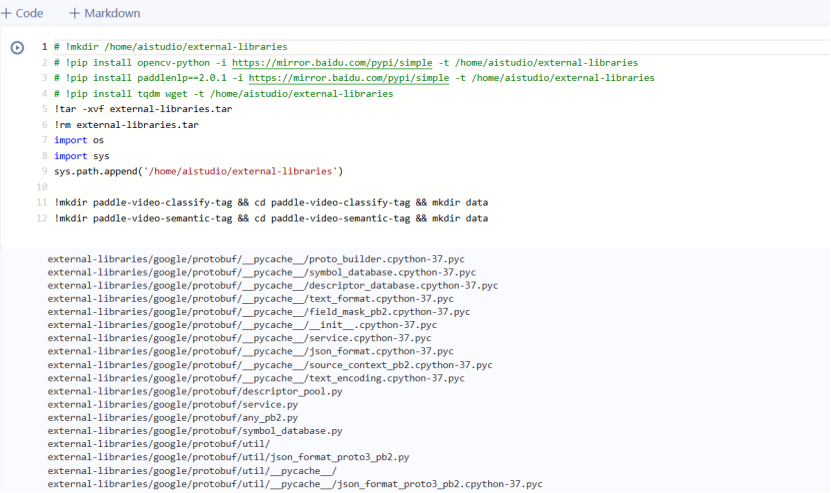 + Code + Markdown
1 # !mkdir /home/aistudio/external-libraries
2 # !pip install opencv-python -i https://mirror.baidu.com/pypi/simple -t /home/aistudio/external-libraries
3 # !pip install paddlenlp==2.0.1 -i https://mirror.baidu.com/pypi/simple -t /home/aistudio/external-libraries
4 # !pip install tqdm wget -t /home/aistudio/external-libraries
5 !tar -xvf external-libraries.tar
6 !rm external-libraries.tar
7 import os
8 import sys
9 sys.path.append('/home/aistudio/external-libraries')
10
11 !mkdir paddle-video-classify-tag && cd paddle-video-classify-tag && mkdir data
12 !mkdir paddle-video-semantic-tag && cd paddle-video-semantic-tag && mkdir data
external-libraries/google/protobuf/__pycache__/proto_builder.cpython-37.pyc
external-libraries/google/protobuf/__pycache__/symbol_database.cpython-37.pyc
external-libraries/google/protobuf/__pycache__/descriptor_database.cpython-37.pyc
external-libraries/google/protobuf/__pycache__/text_format.cpython-37.pyc
external-libraries/google/protobuf/__pycache__/field_mask_pb2.cpython-37.pyc
external-libraries/google/protobuf/__pycache__/__init__.cpython-37.pyc
external-libraries/google/protobuf/__pycache__/service.cpython-37.pyc
external-libraries/google/protobuf/__pycache__/json_format.cpython-37.pyc
external-libraries/google/protobuf/__pycache__/source_context_pb2.cpython-37.pyc
external-libraries/google/protobuf/__pycache__/text_encoding.cpython-37.pyc
external-libraries/google/protobuf/descriptor_pool.py
external-libraries/google/protobuf/service.py
external-libraries/google/protobuf/any_pb2.py
external-libraries/google/protobuf/symbol_database.py
external-libraries/google/protobuf/util/
external-libraries/google/protobuf/util/json_format_proto3_pb2.py
external-libraries/google/protobuf/util/__pycache__/
external-libraries/google/protobuf/util/__pycache__/json_format_proto3_pb2.cpython-37.pyc